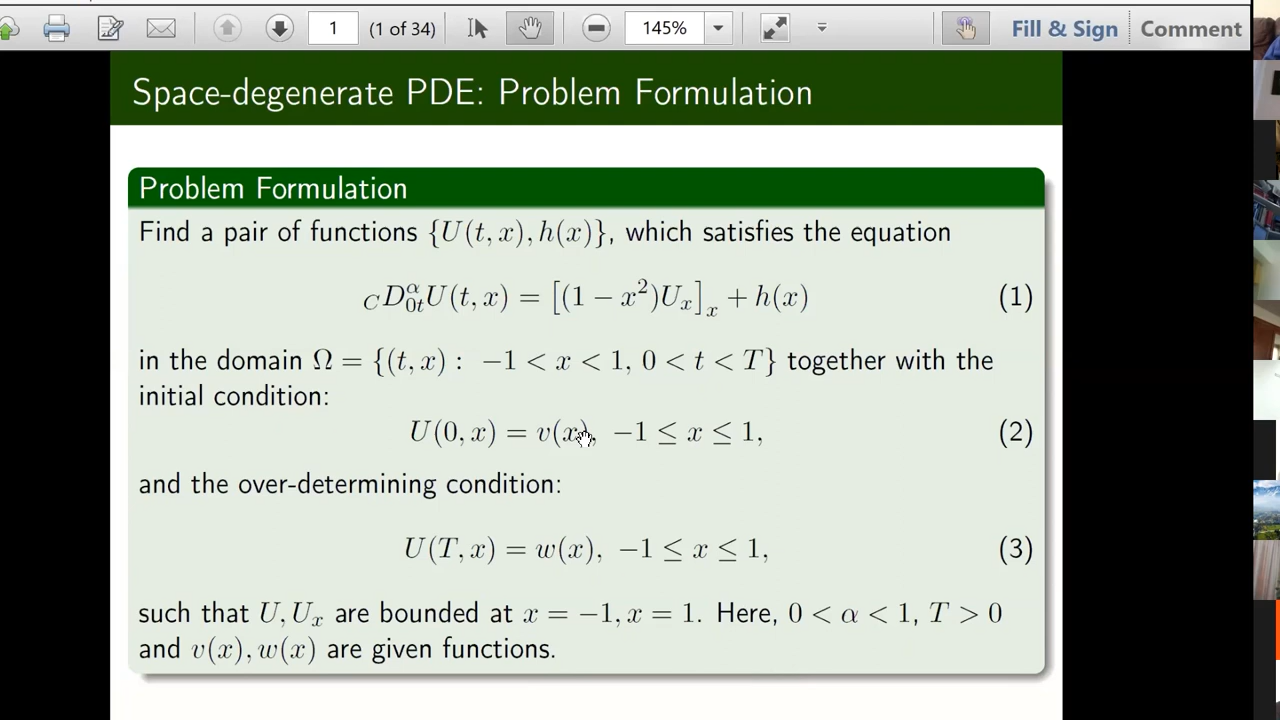 1 (1 of 34) 145% Fill & Sign Comment
Space-degenerate PDE: Problem Formulation
Problem Formulation
Find a pair of functions {U(t, x), h(x)}, which satisfies the equation
_C D^α_{0t} U(t, x) = [(1 − x²)U_x]_x + h(x) (1)
in the domain Ω = {(t, x) : −1 < x < 1, 0 < t < T} together with the
initial condition:
U(0, x) = v(x), −1 ≤ x ≤ 1, (2)
and the over-determining condition:
U(T, x) = w(x), −1 ≤ x ≤ 1, (3)
such that U, U_x are bounded at x = −1, x = 1. Here, 0 < α < 1, T > 0
and v(x), w(x) are given functions.